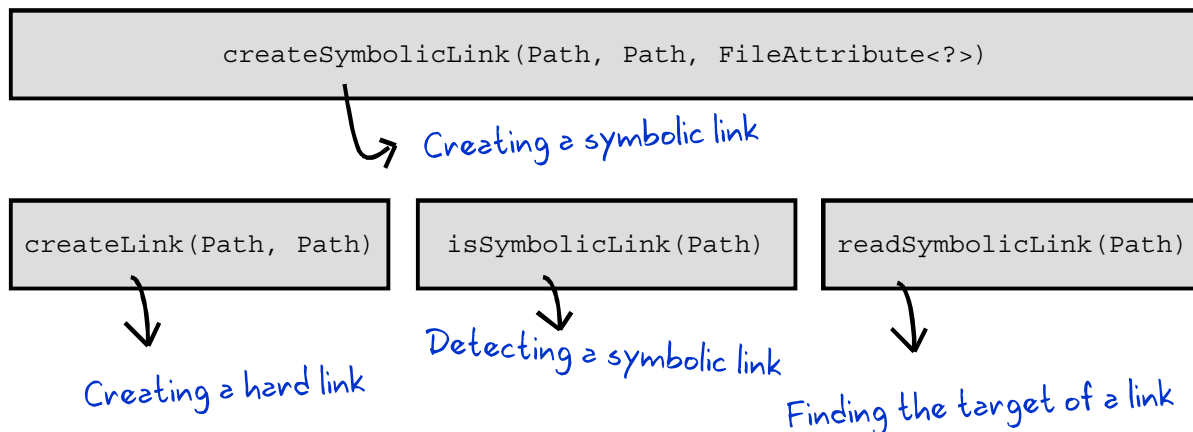 createSymbolicLink(Path, Path, FileAttribute<?>)
Creating a symbolic link
createLink(Path, Path)
isSymbolicLink(Path)
readSymbolicLink(Path)
Creating a hard link
Detecting a symbolic link
Finding the target of a link